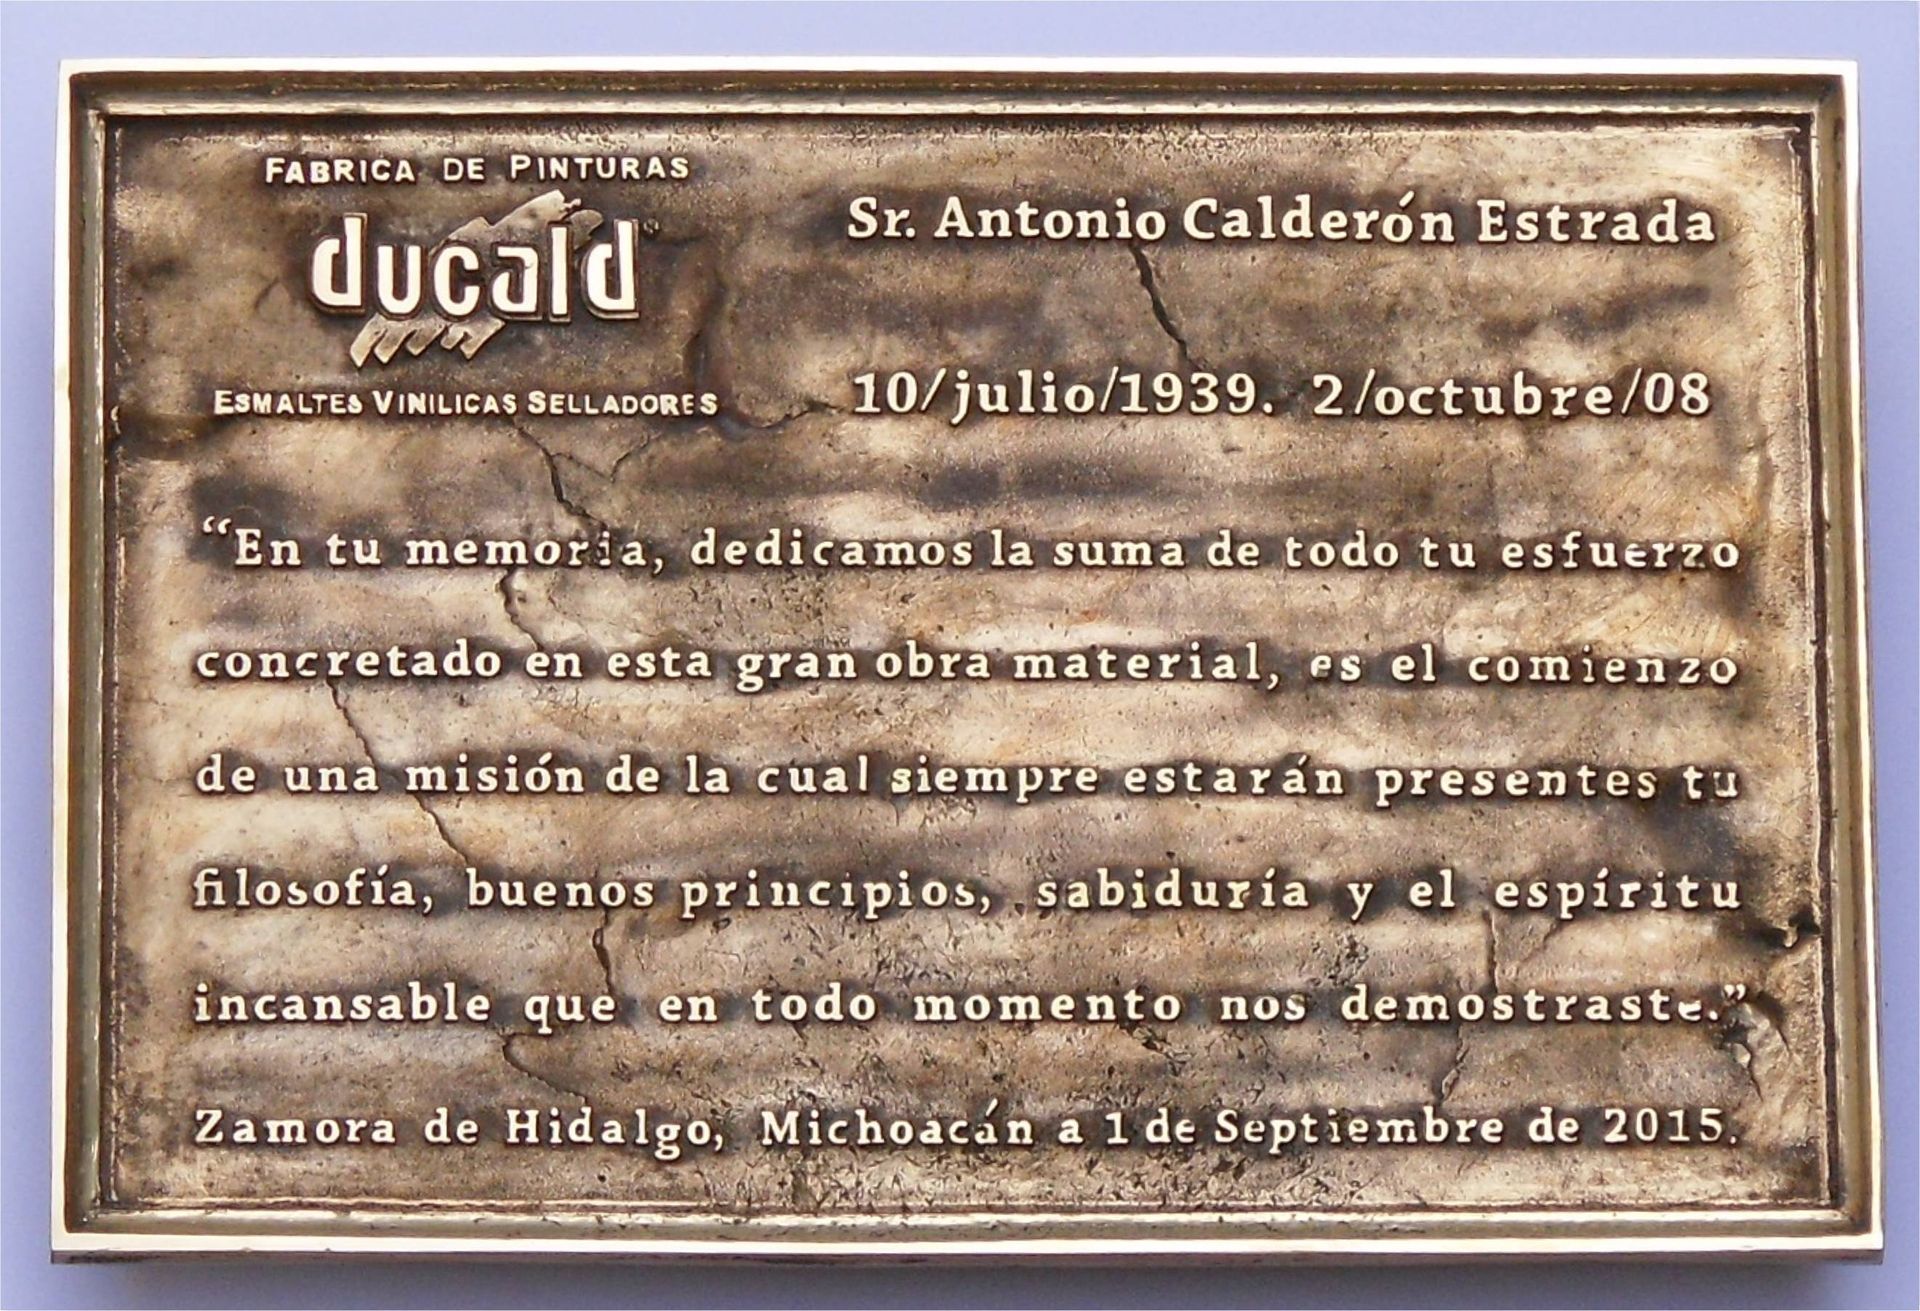 FABRICA DE PINTURAS
ducald
ESMALTES VINILICAS SELLADORES
Sr. Antonio Calderón Estrada
10/julio/1939. 2/octubre/08
“En tu memoria, dedicamos la suma de todo tu esfuerzo
concretado en esta gran obra material, es el comienzo
de una misión de la cual siempre estarán presentes tu
filosofía, buenos principios, sabiduría y el espíritu
incansable que en todo momento nos demostraste.”
Zamora de Hidalgo, Michoacán a 1 de Septiembre de 2015.